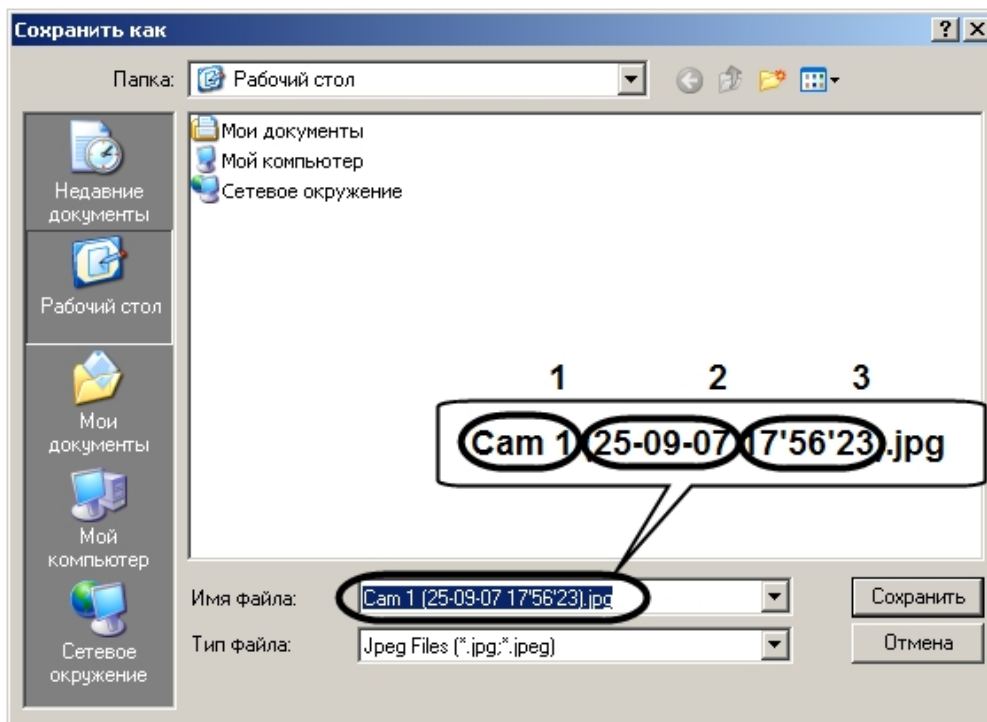 Сохранить как
Папка: Рабочий стол
Недавние
документы
Рабочий стол
Мои
документы
Мой
компьютер
Сетевое
окружение
Мои документы
Мой компьютер
Сетевое окружение
1 2 3
Cam 1 (25-09-07 17'56'23).jpg
Имя файла: Cam 1 (25-09-07 17'56'23).jpg Сохранить
Тип файла: Jpeg Files (*.jpg;*.jpeg) Отмена